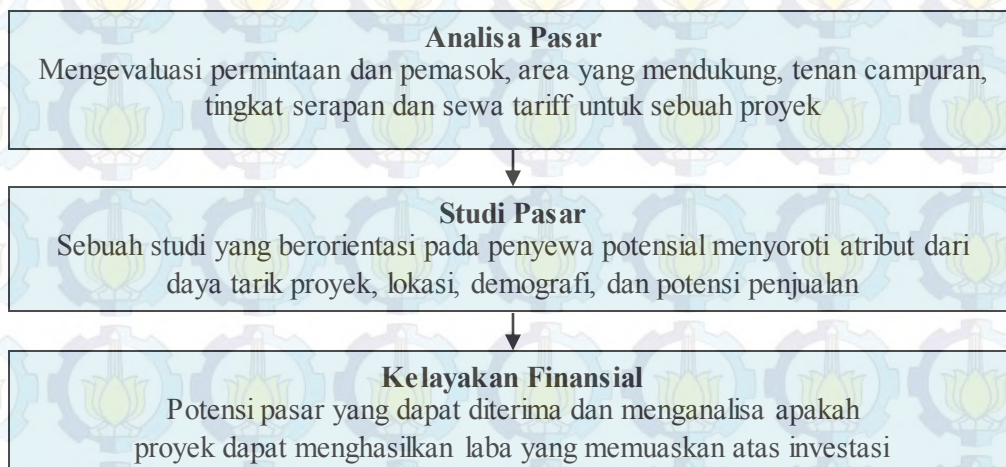 Analisa Pasar
Mengevaluasi permintaan dan pemasok, area yang mendukung, tenan campuran,
tingkat serapan dan sewa tariff untuk sebuah proyek
Studi Pasar
Sebuah studi yang berorientasi pada penyewa potensial menyoroti atribut dari
daya tarik proyek, lokasi, demografi, dan potensi penjualan
Kelayakan Finansial
Potensi pasar yang dapat diterima dan menganalisa apakah
proyek dapat menghasilkan laba yang memuaskan atas investasi